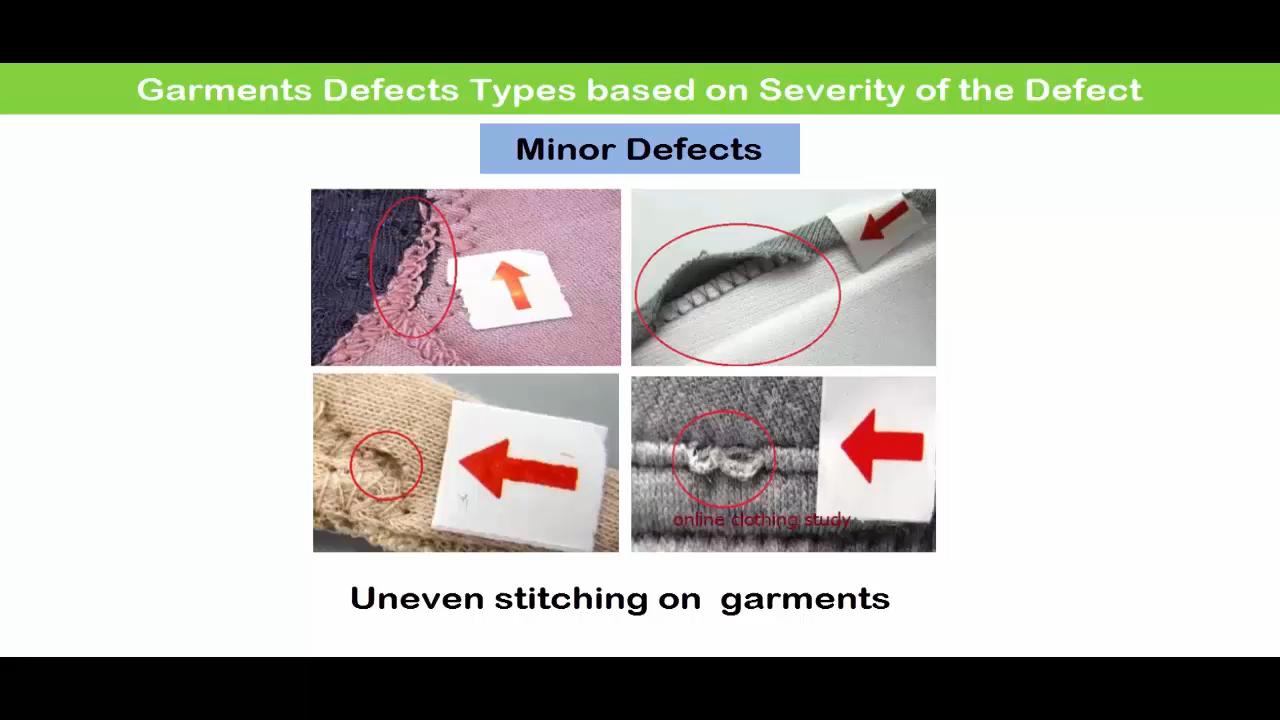 Garments Defects Types based on Severity of the Defect
Minor Defects
online clothing study
Uneven stitching on  garments